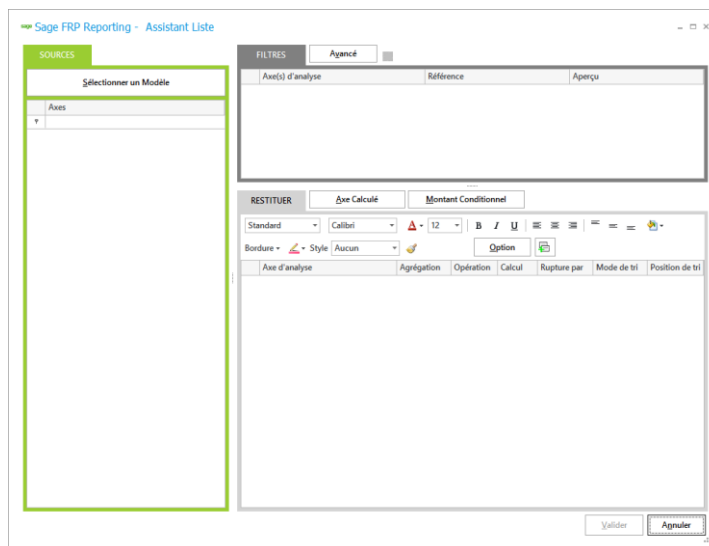 sage Sage FRP Reporting - Assistant Liste
SOURCES
Sélectionner un Modèle
Axes
FILTRES Avancé
Axe(s) d'analyse Référence Aperçu
RESTITUER Axe Calculé Montant Conditionnel
Standard Calibri A 12 B I U
Bordure Style Aucun Option
Axe d'analyse Agrégation Opération Calcul Rupture par Mode de tri Position de tri
Valider Annuler